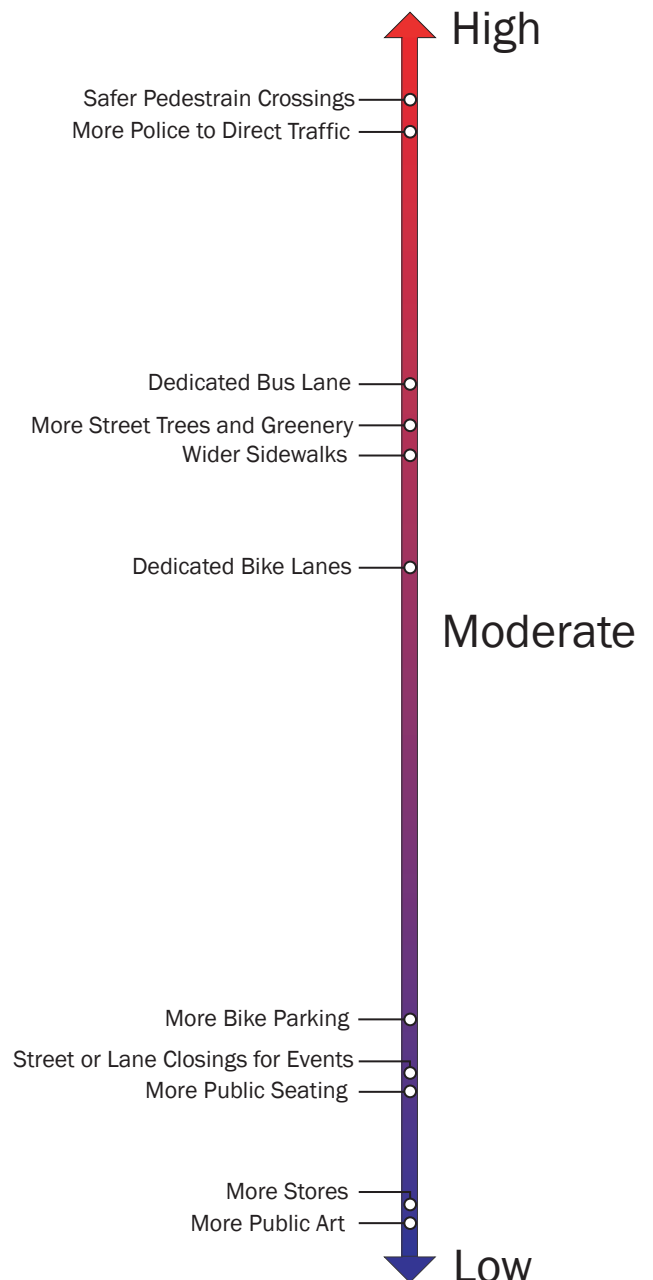 High
Safer Pedestrain Crossings
More Police to Direct Traffic
Dedicated Bus Lane
More Street Trees and Greenery
Wider Sidewalks
Dedicated Bike Lanes
Moderate
More Bike Parking
Street or Lane Closings for Events
More Public Seating
More Stores
More Public Art
Low